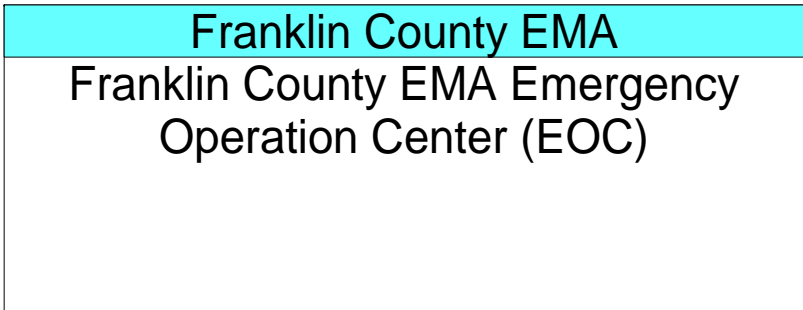 Franklin County EMA
Franklin County EMA Emergency
Operation Center (EOC)